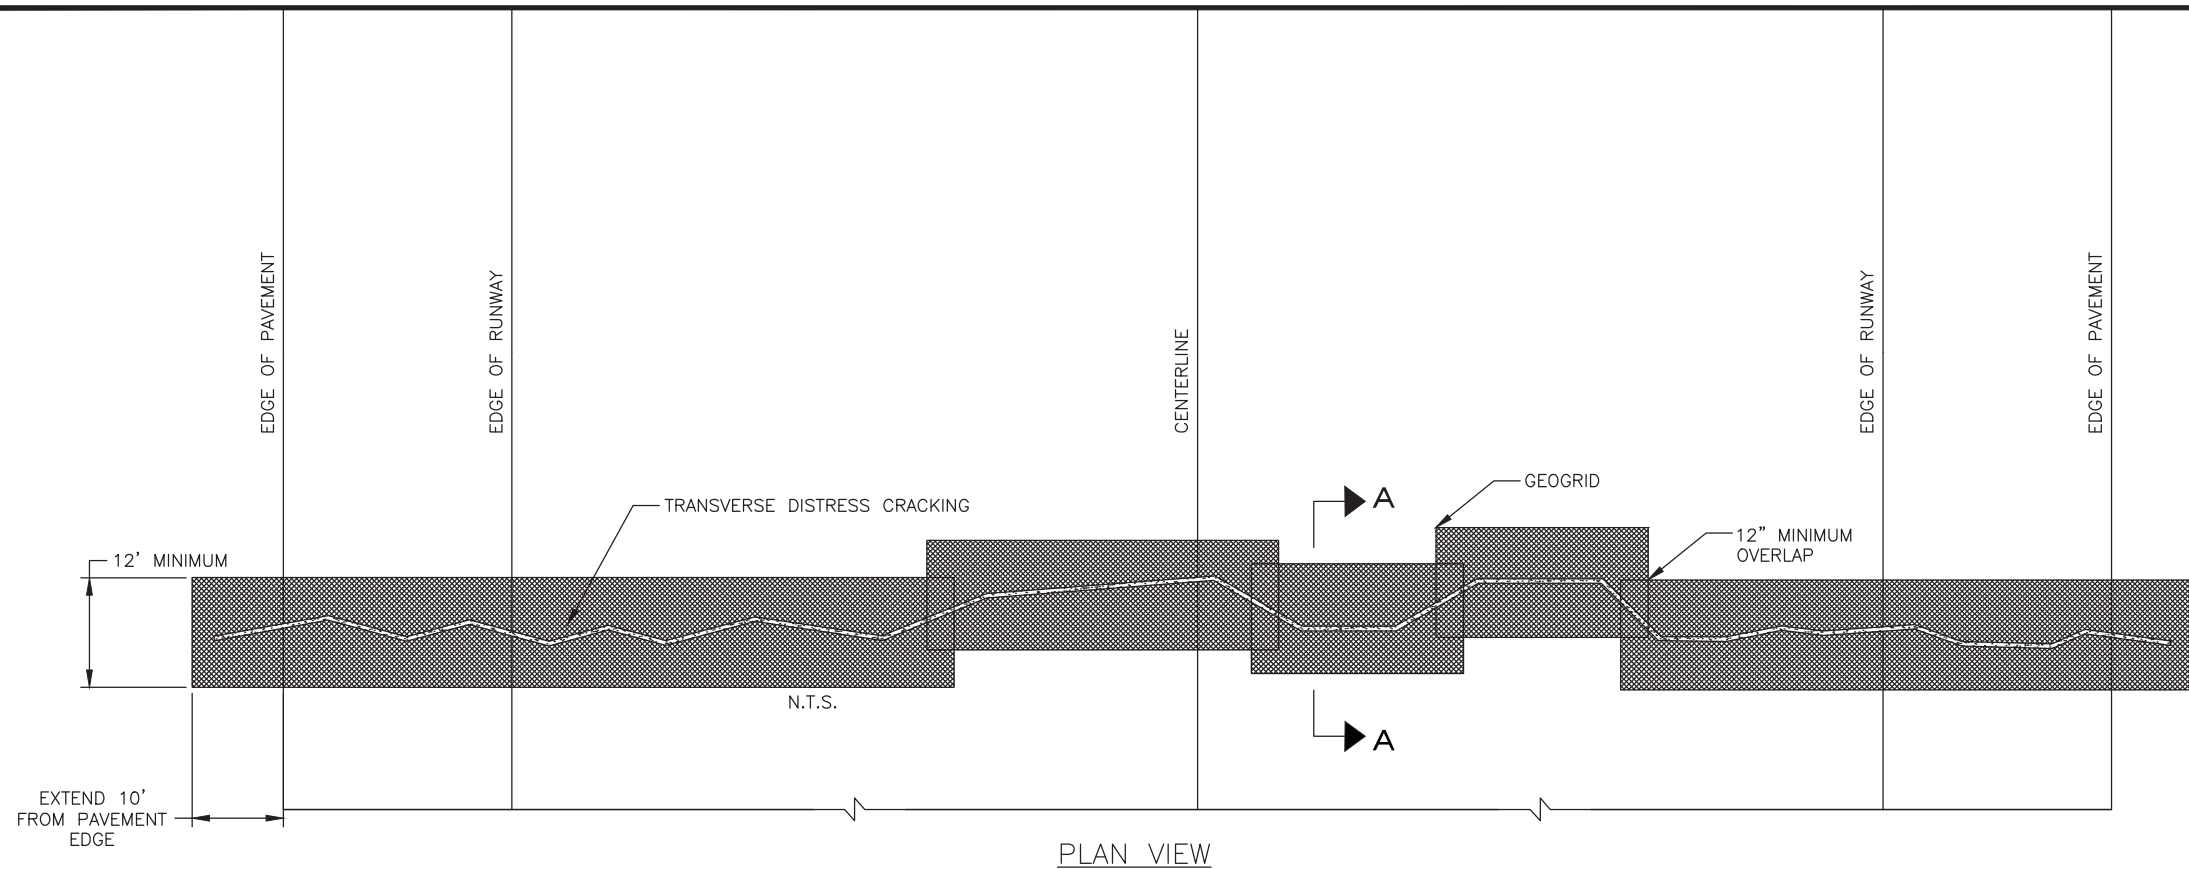 EDGE OF PAVEMENT
EDGE OF RUNWAY
CENTERLINE
EDGE OF RUNWAY
EDGE OF PAVEMENT
GEOGRID
A
TRANSVERSE DISTRESS CRACKING
12” MINIMUM
OVERLAP
12’ MINIMUM
N.T.S.
A
EXTEND 10’
FROM PAVEMENT
EDGE
PLAN VIEW